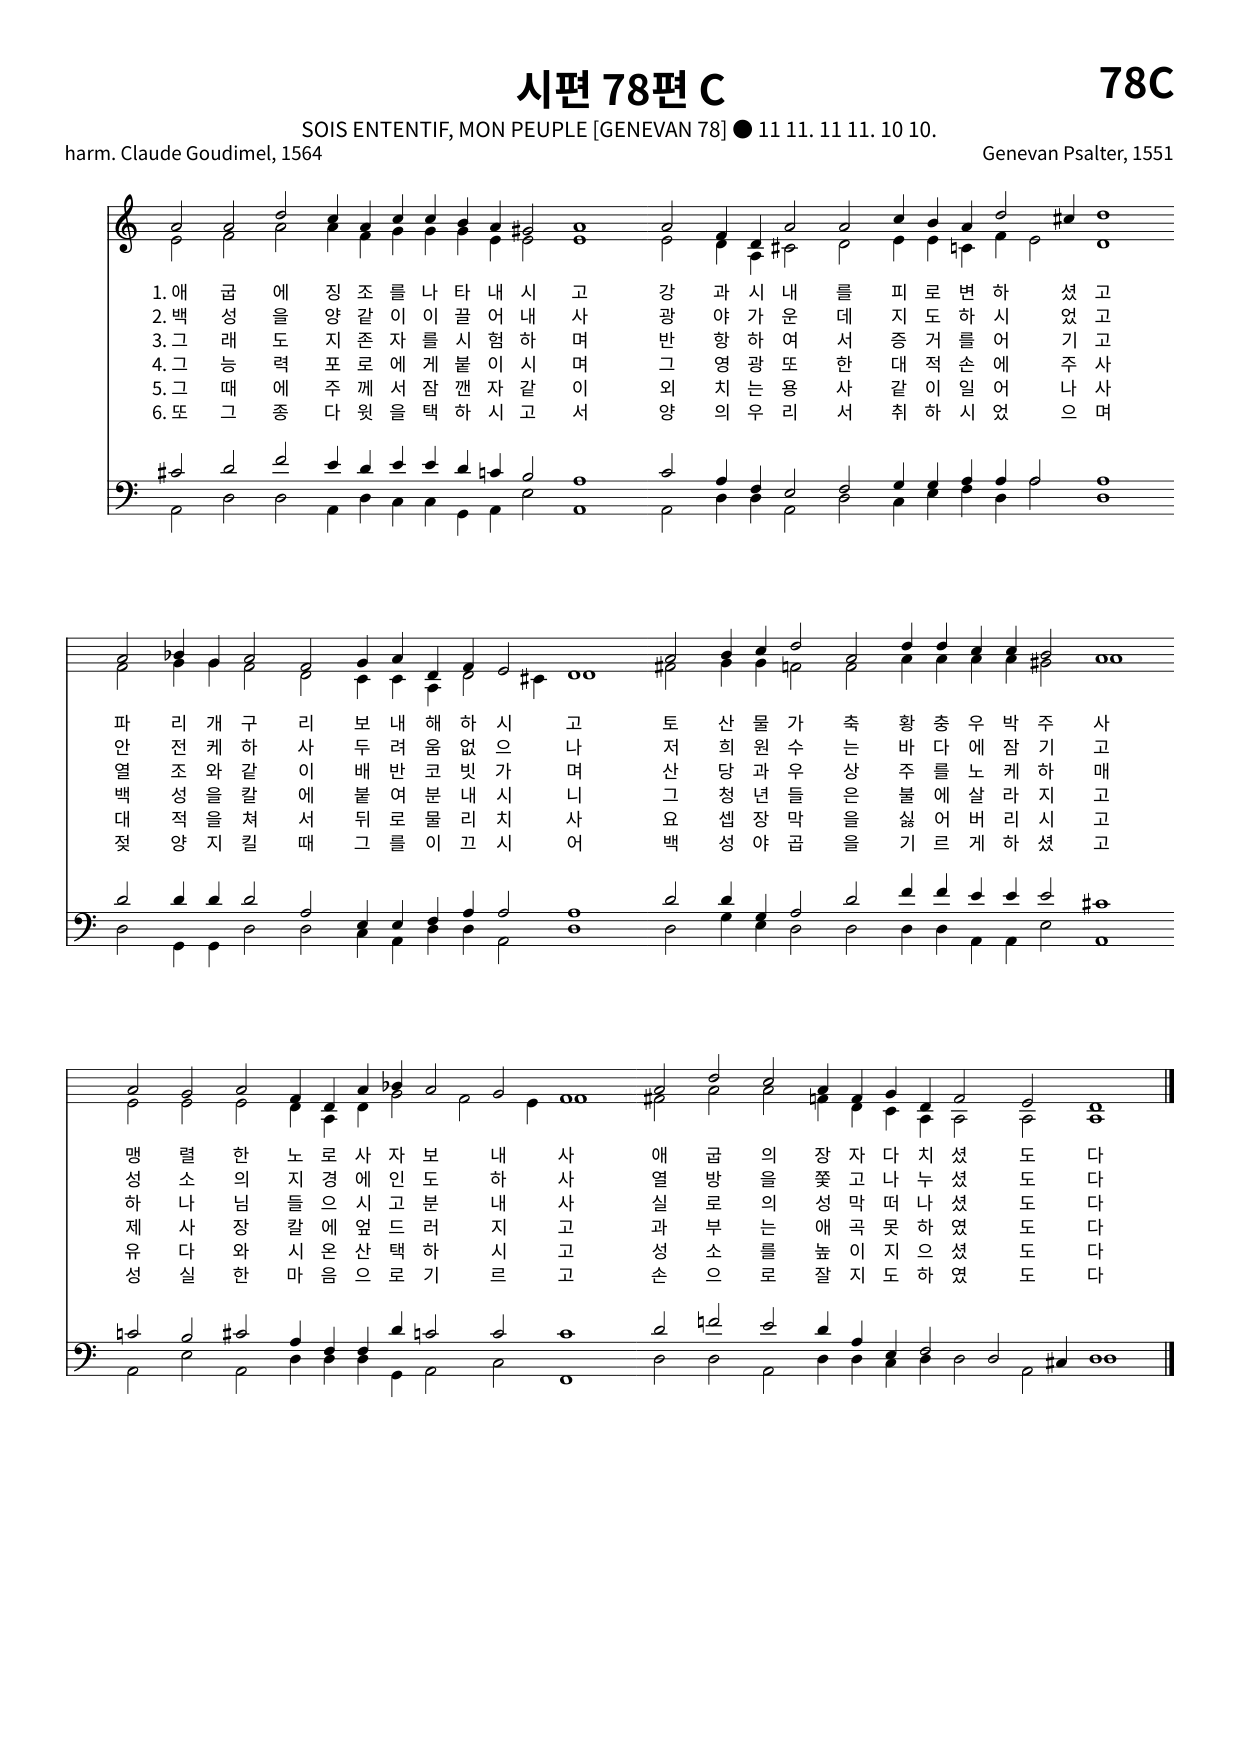 시편 78편 C
78C
SOIS ENTENTIF, MON PEUPLE [GENEVAN 78] ● 11 11. 11 11. 10 10.
harm. Claude Goudimel, 1564
Genevan Psalter, 1551
1. 애 굽 에 징 조 를 나 타 내 시 고 강 과 시 내 를 피 로 변 하 셨 고
2. 백 성 을 양 같 이 이 끌 어 내 사 광 야 가 운 데 지 도 하 시 었 고
3. 그 래 도 지 존 자 를 시 험 하 며 반 항 하 여 서 증 거 를 어 기 고
4. 그 능 력 포 로 에 게 붙 이 시 며 그 영 광 또 한 대 적 손 에 주 사
5. 그 때 에 주 께 서 잠 깬 자 같 이 외 치 는 용 사 같 이 일 어 나 사
6. 또 그 종 다 윗 을 택 하 시 고 서 양 의 우 리 서 취 하 시 었 으 며
파 리 개 구 리 보 내 해 하 시 고 토 산 물 가 축 황 충 우 박 주 사
안 전 케 하 사 두 려 움 없 으 나 저 희 원 수 는 바 다 에 잠 기 고
열 조 와 같 이 배 반 코 빗 가 며 산 당 과 우 상 주 를 노 케 하 매
백 성 을 칼 에 붙 여 분 내 시 니 그 청 년 들 은 불 에 살 라 지 고
대 적 을 쳐 서 뒤 로 물 리 치 사 요 셉 장 막 을 싫 어 버 리 시 고
젖 양 지 킬 때 그 를 이 끄 시 어 백 성 야 곱 을 기 르 게 하 셨 고
맹 렬 한 노 로 사 자 보 내 사 애 굽 의 장 자 다 치 셨 도 다
성 소 의 지 경 에 인 도 하 사 열 방 을 쫓 고 나 누 셨 도 다
하 나 님 들 으 시 고 분 내 사 실 로 의 성 막 떠 나 셨 도 다
제 사 장 칼 에 엎 드 러 지 고 과 부 는 애 곡 못 하 였 도 다
유 다 와 시 온 산 택 하 시 고 성 소 를 높 이 지 으 셨 도 다
성 실 한 마 음 으 로 기 르 고 손 으 로 잘 지 도 하 였 도 다